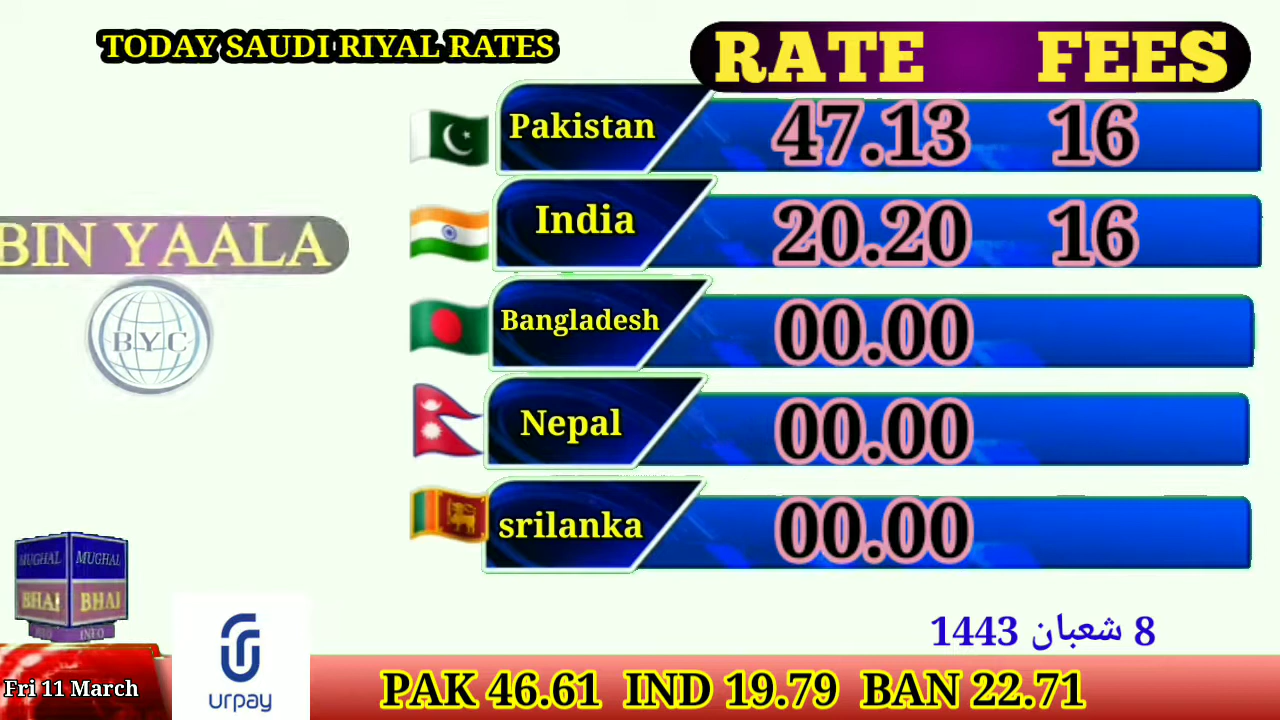 TODAY SAUDI RIYAL RATES
RATE FEES
Pakistan 47.13 16
India 20.20 16
BIN YAALA
BYC
Bangladesh 00.00
Nepal 00.00
srilanka 00.00
MUGHAL MUGHAL
BHAI BHAI
INFO
8 شعبان 1443
Fri 11 March
urpay
PAK 46.61 IND 19.79 BAN 22.71